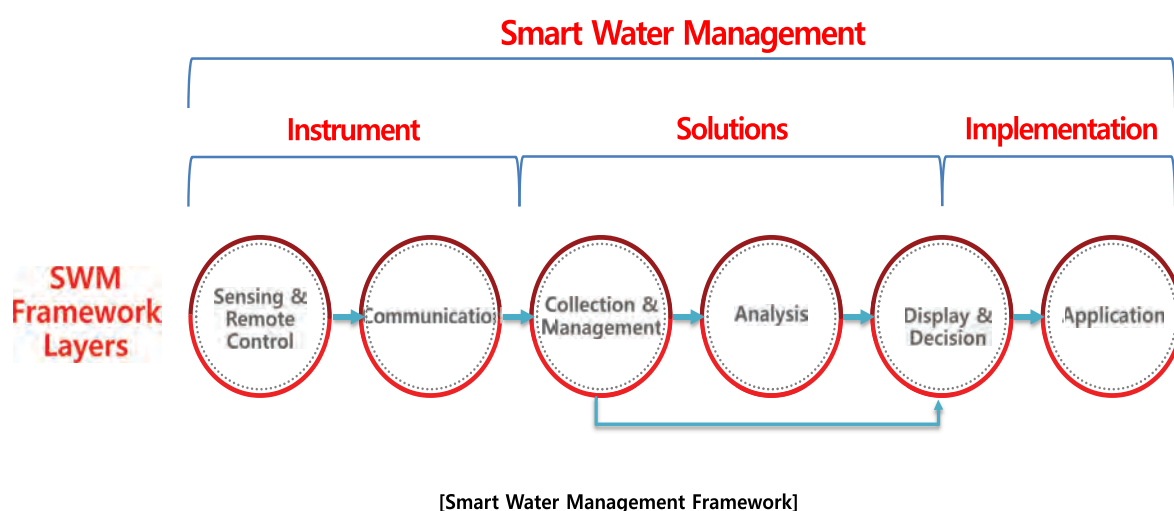 Smart Water Management
Instrument
Solutions
Implementation
SWM
Framework
Layers
Sensing &
Remote
Control
Communication
Collection &
Management
Analysis
Display &
Decision
Application
[Smart Water Management Framework]